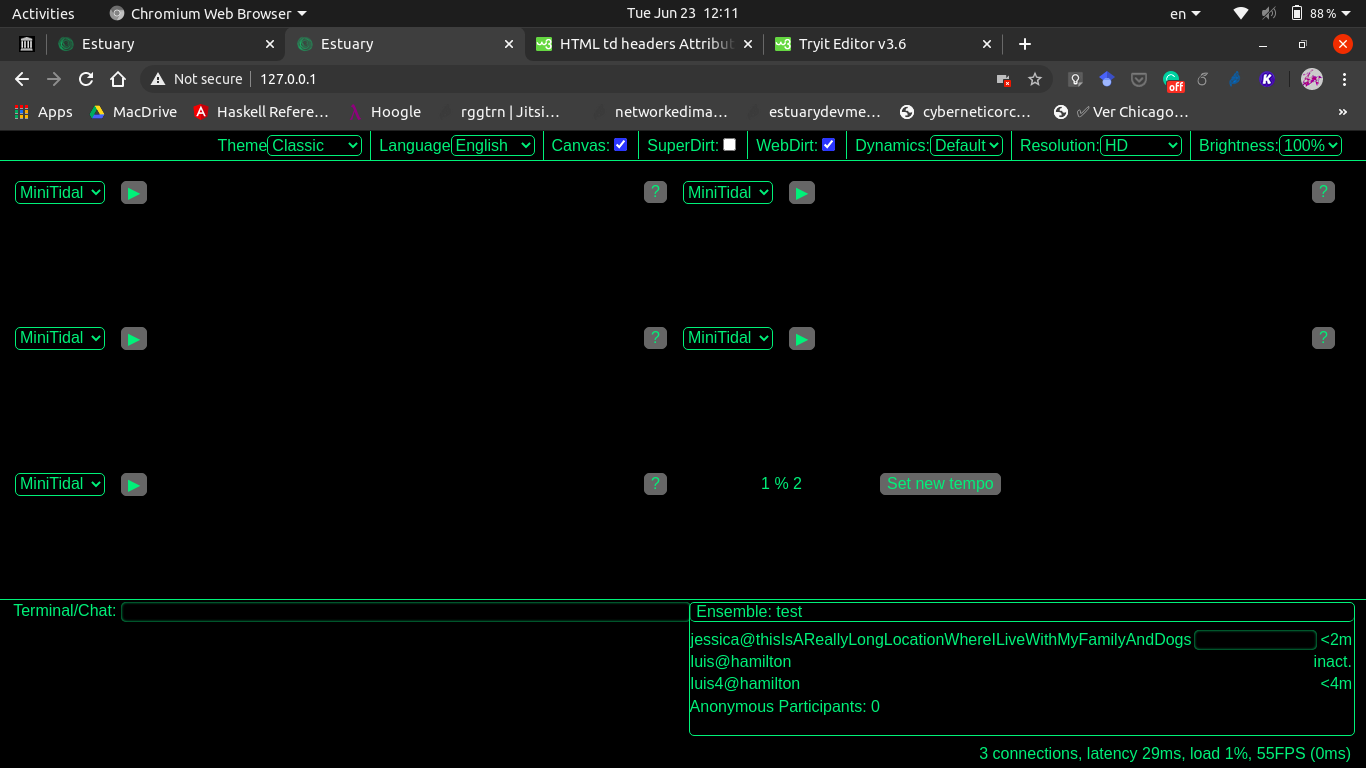 Activities Chromium Web Browser Tue Jun 23 12:11 en 88%
Estuary Estuary HTML td headers Attribut Tryit Editor v3.6
Not secure 127.0.0.1 off K
Apps MacDrive Haskell Refere… Hoogle rggtrn | Jitsi… networkedima… estuarydevme… cyberneticorc… ✅ Ver Chicago… »
Theme Classic Language English Canvas: SuperDirt: WebDirt: Dynamics: Default Resolution: HD Brightness: 100%
MiniTidal ▶ ? MiniTidal ▶ ?
MiniTidal ▶ ? MiniTidal ▶ ?
MiniTidal ▶ ? 1 % 2 Set new tempo
Terminal/Chat: Ensemble: test
jessica@thisIsAReallyLongLocationWhereILiveWithMyFamilyAndDogs <2m
luis@hamilton inact.
luis4@hamilton <4m
Anonymous Participants: 0
3 connections, latency 29ms, load 1%, 55FPS (0ms)